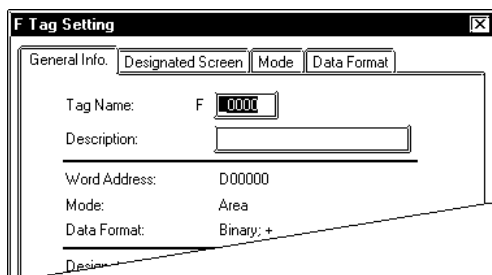 F Tag Setting
General Info. Designated Screen Mode Data Format
Tag Name: F _0000
Description:
Word Address: D00000
Mode: Area
Data Format: Binary; +